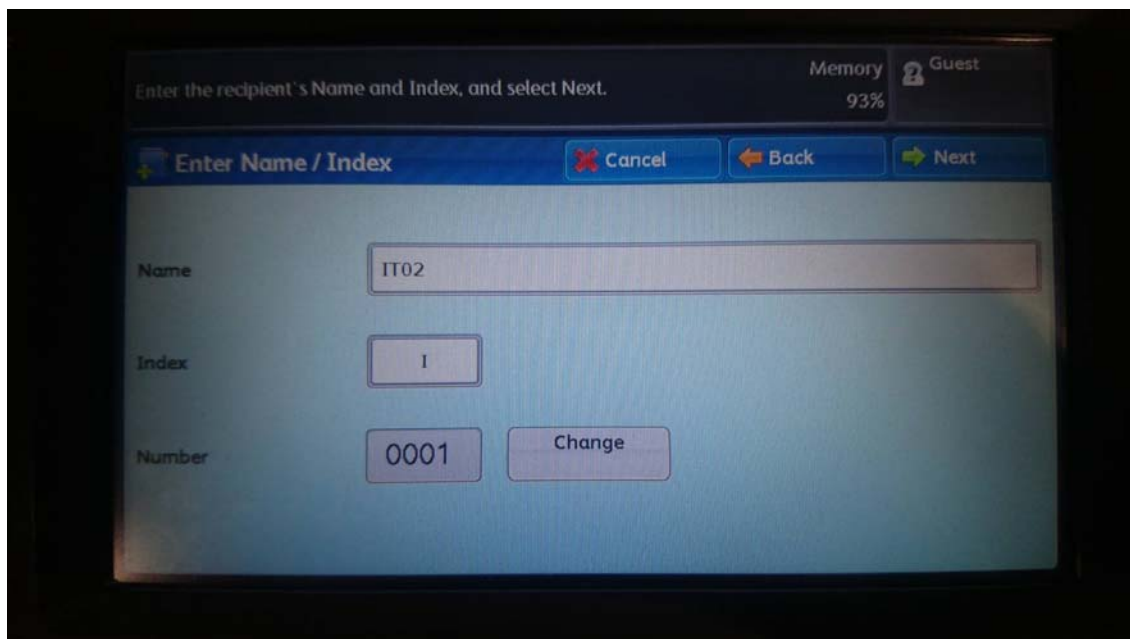 Enter the recipient's Name and Index, and select Next.
Memory
93%
Guest
Enter Name / Index
Cancel
Back
Next
Name
IT02
Index
I
Number
0001
Change